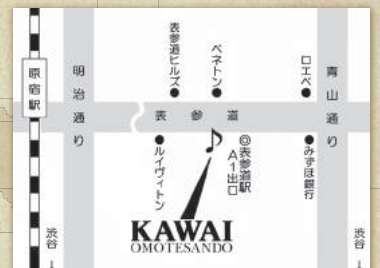 原宿駅
明治通り
表参道ヒルズ
ベネトン
ロエベ
青山通り
表参道
ルイヴィトン
◎表参道駅
A1出口
みずほ銀行
KAWAI
OMOTESANDO
渋谷
渋谷